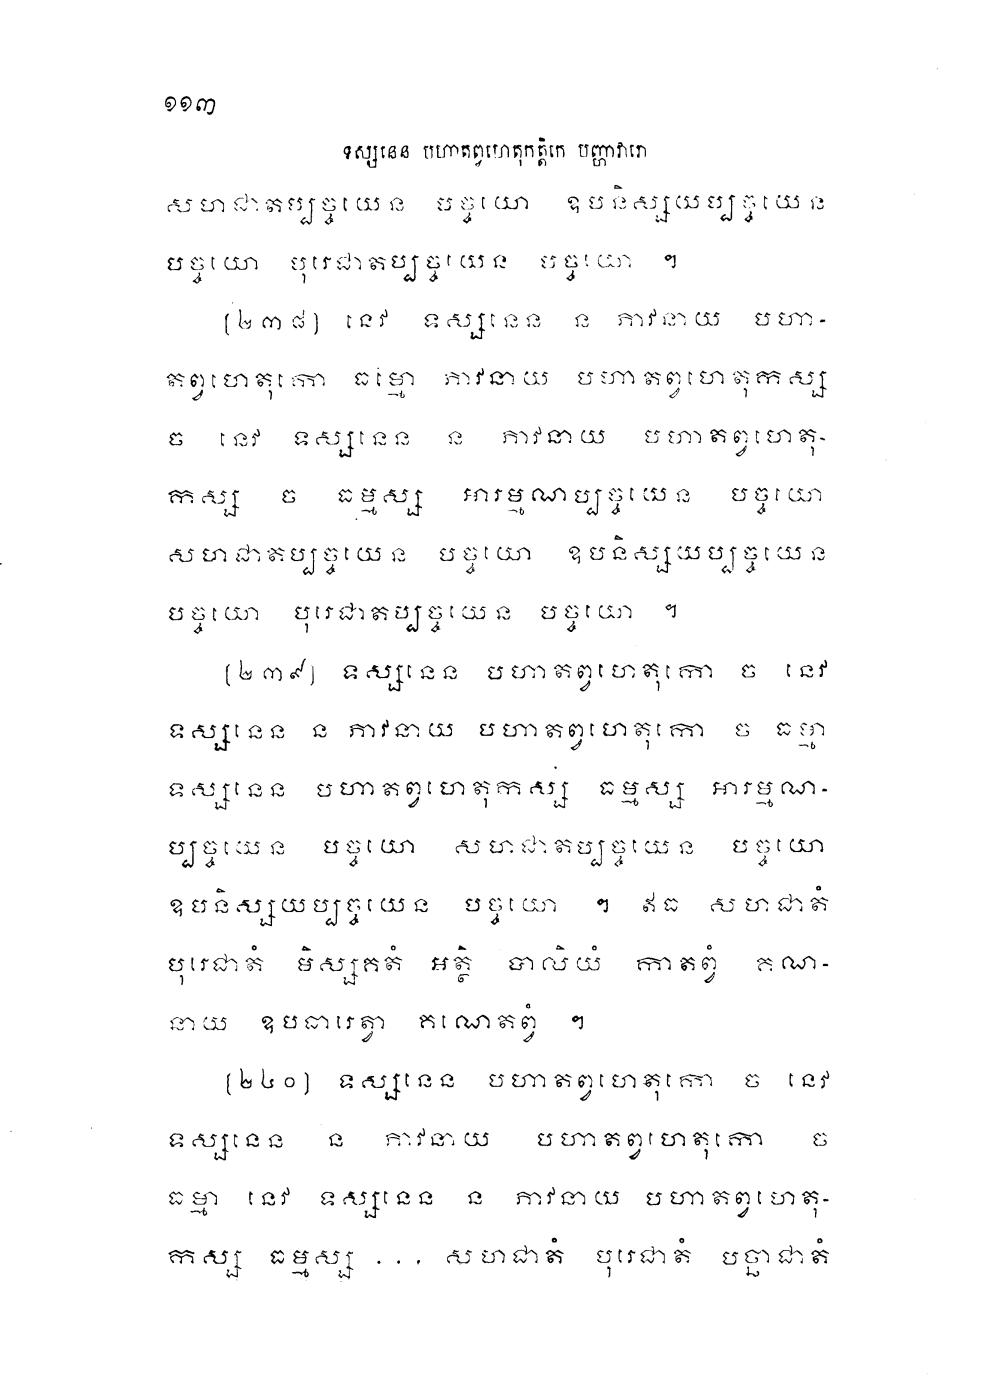 ១១៣
ទស្សនេន បហាតព្វហេតុកត្តិកេ បញ្ហាវារោ
សហជាតប្បច្ចយេន បច្ចយោ ឧបនិស្សយប្បច្ចយេន
បច្ចយោ បុរេជាតប្បច្ចយេន បច្ចយោ ។
(២៣៨) នេវ ទស្សនេន ន ភាវនាយ បហា-
តព្វហេតុកោ ធម្មោ ភាវនាយ បហាតព្វហេតុកស្ស
ច នេវ ទស្សនេន ន ភាវនាយ បហាតព្វហេតុ-
កស្ស ច ធម្មស្ស អារម្មណប្បច្ចយេន បច្ចយោ
សហជាតប្បច្ចយេន បច្ចយោ ឧបនិស្សយប្បច្ចយេន
បច្ចយោ បុរេជាតប្បច្ចយេន បច្ចយោ ។
(២៣៩) ទស្សនេន បហាតព្វហេតុកោ ច នេវ
ទស្សនេន ន ភាវនាយ បហាតព្វហេតុកោ ច ធម្មា
ទស្សនេន បហាតព្វហេតុកស្ស ធម្មស្ស អារម្មណ-
ប្បច្ចយេន បច្ចយោ សហជាតប្បច្ចយេន បច្ចយោ
ឧបនិស្សយប្បច្ចយេន បច្ចយោ ។ ឥធ សហជាតំ
បុរេជាតំ មិស្សកតំ អត្ថិ បាលិយំ កាតព្វំ គណ-
នាយ ឧបធារេត្វា គណេតព្វំ ។
(២៤០) ទស្សនេន បហាតព្វហេតុកោ ច នេវ
ទស្សនេន ន ភាវនាយ បហាតព្វហេតុកោ ច
ធម្មា នេវ ទស្សនេន ន ភាវនាយ បហាតព្វហេតុ-
កស្ស ធម្មស្ស ... សហជាតំ បុរេជាតំ បច្ឆាជាតំ